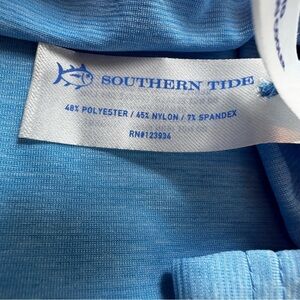 SOUTHERN TIDE
48% POLYESTER / 45% NYLON / 7% SPANDEX
RN#123934